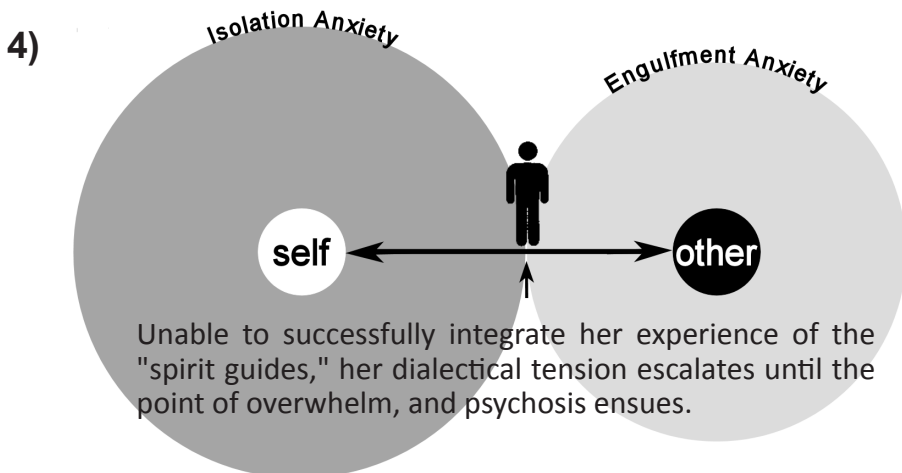 4)
Isolation Anxiety
Engulfment Anxiety
self
other
Unable to successfully integrate her experience of the
"spirit guides," her dialectical tension escalates until the
point of overwhelm, and psychosis ensues.